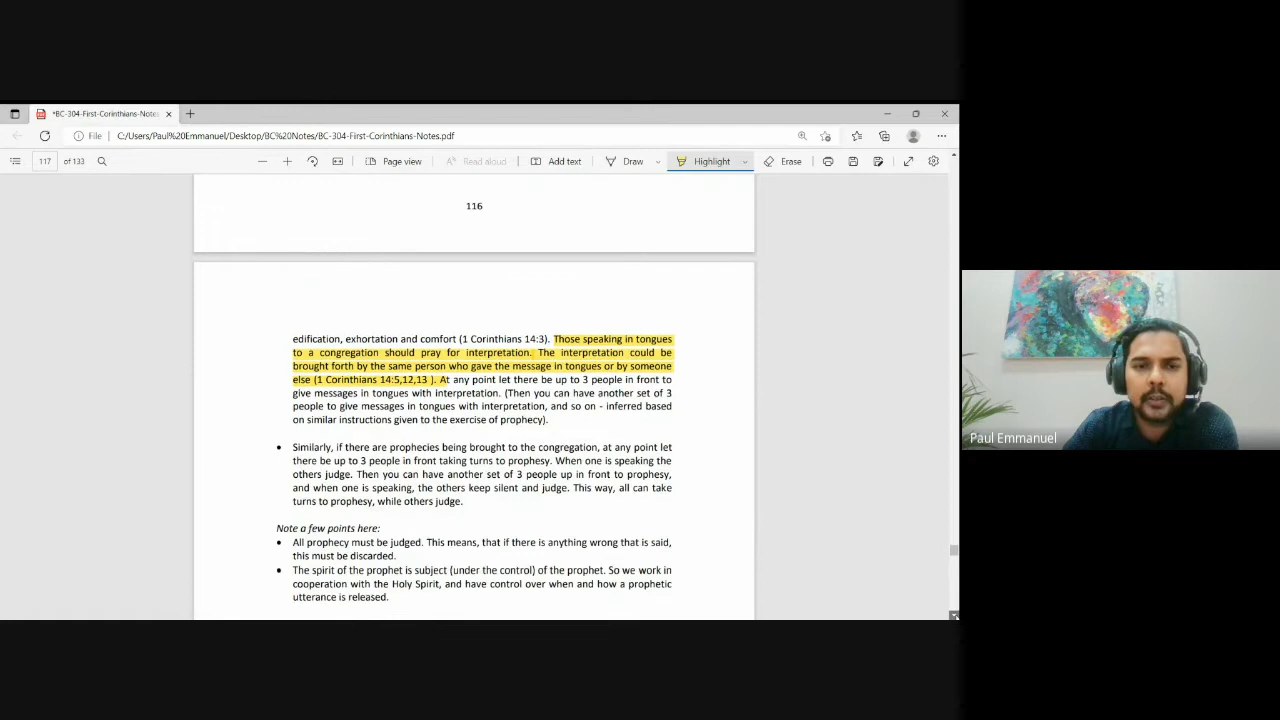 *BC-304-First-Corinthians-Notes
File C:/Users/Paul%20Emmanuel/Desktop/BC%20Notes/BC-304-First-Corinthians-Notes.pdf
117 of 133 Page view Read aloud Add text Draw Highlight Erase
116
edification, exhortation and comfort (1 Corinthians 14:3). Those speaking in tongues
to a congregation should pray for interpretation. The interpretation could be
brought forth by the same person who gave the message in tongues or by someone
else (1 Corinthians 14:5,12,13 ). At any point let there be up to 3 people in front to
give messages in tongues with interpretation. (Then you can have another set of 3
people to give messages in tongues with interpretation, and so on - inferred based
on similar instructions given to the exercise of prophecy).
• Similarly, if there are prophecies being brought to the congregation, at any point let
there be up to 3 people in front taking turns to prophesy. When one is speaking the
others judge. Then you can have another set of 3 people up in front to prophesy,
and when one is speaking, the others keep silent and judge. This way, all can take
turns to prophesy, while others judge.
Note a few points here:
• All prophecy must be judged. This means, that if there is anything wrong that is said,
this must be discarded.
• The spirit of the prophet is subject (under the control) of the prophet. So we work in
cooperation with the Holy Spirit, and have control over when and how a prophetic
utterance is released.
Paul Emmanuel